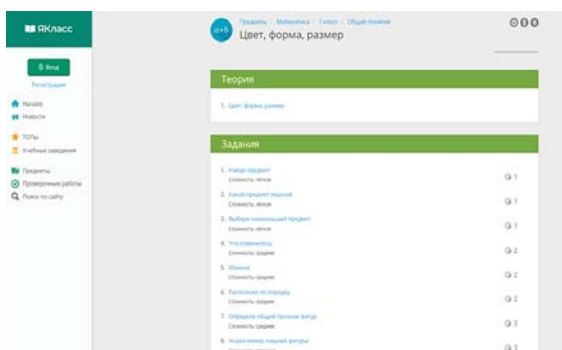 ЯКласс
Вход
Регистрация
Начало
Новости
ТОПы
Учебные заведения
Предметы
Проверочные работы
Поиск по сайту
a+b
Предметы / Математика / 1 класс / Общие понятия
Цвет, форма, размер
Теория
1. Цвет, форма, размер
Задания
1. Найди предмет
Сложность: лёгкое
1
2. Какой предмет лишний
Сложность: лёгкое
1
3. Выбери наименьший предмет
Сложность: лёгкое
1
4. Что изменилось
Сложность: среднее
2
5. Измени
Сложность: среднее
2
6. Расположи по порядку
Сложность: среднее
2
7. Определи общий признак фигур
Сложность: среднее
3
8. Укажи номер лишней фигуры
Сложность: среднее
3